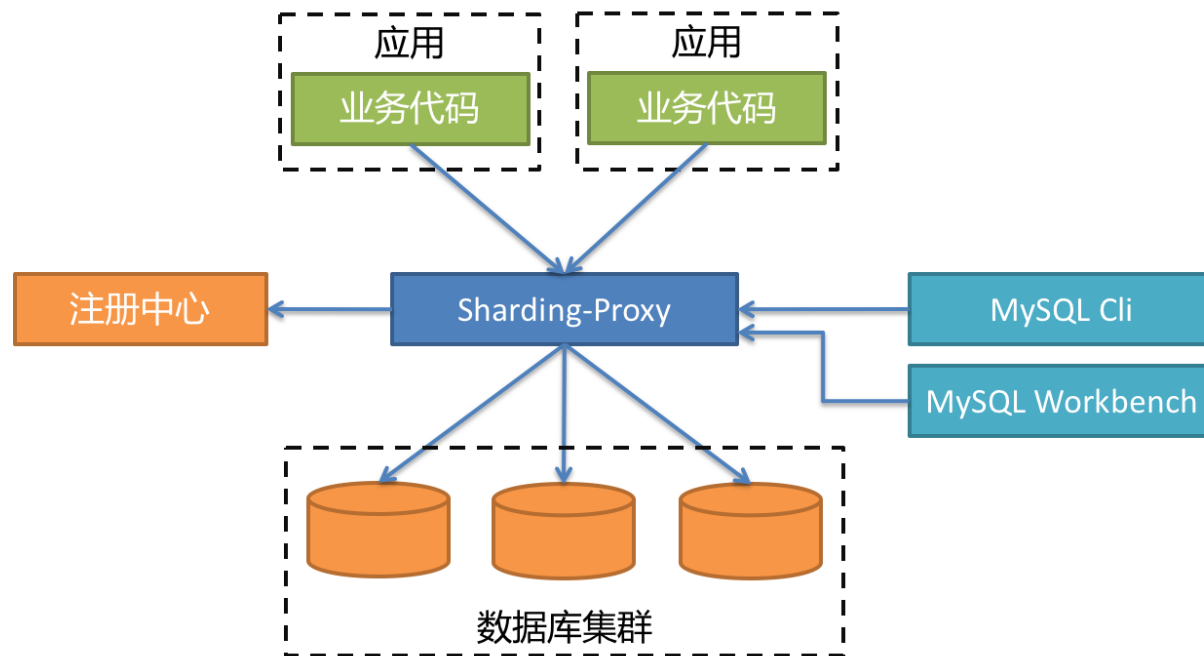 应用
应用
业务代码
业务代码
注册中心
Sharding-Proxy
MySQL Cli
MySQL Workbench
数据库集群